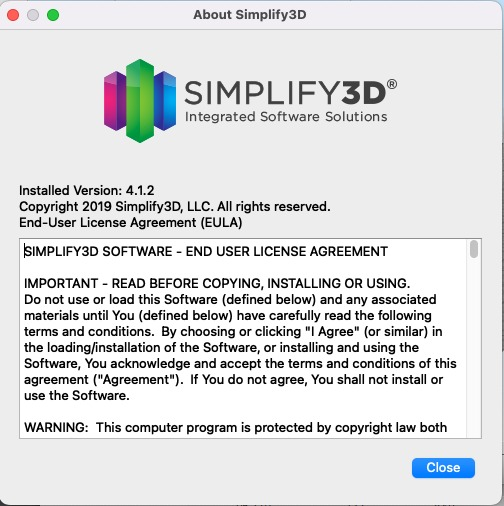 About Simplify3D
SIMPLIFY3D®
Integrated Software Solutions
Installed Version: 4.1.2
Copyright 2019 Simplify3D, LLC. All rights reserved.
End-User License Agreement (EULA)
SIMPLIFY3D SOFTWARE - END USER LICENSE AGREEMENT
IMPORTANT - READ BEFORE COPYING, INSTALLING OR USING.
Do not use or load this Software (defined below) and any associated
materials until You (defined below) have carefully read the following
terms and conditions.  By choosing or clicking "I Agree" (or similar) in
the loading/installation of the Software, or installing and using the
Software, You acknowledge and accept the terms and conditions of this
agreement ("Agreement").  If You do not agree, You shall not install or
use the Software.
WARNING:  This computer program is protected by copyright law both
Close